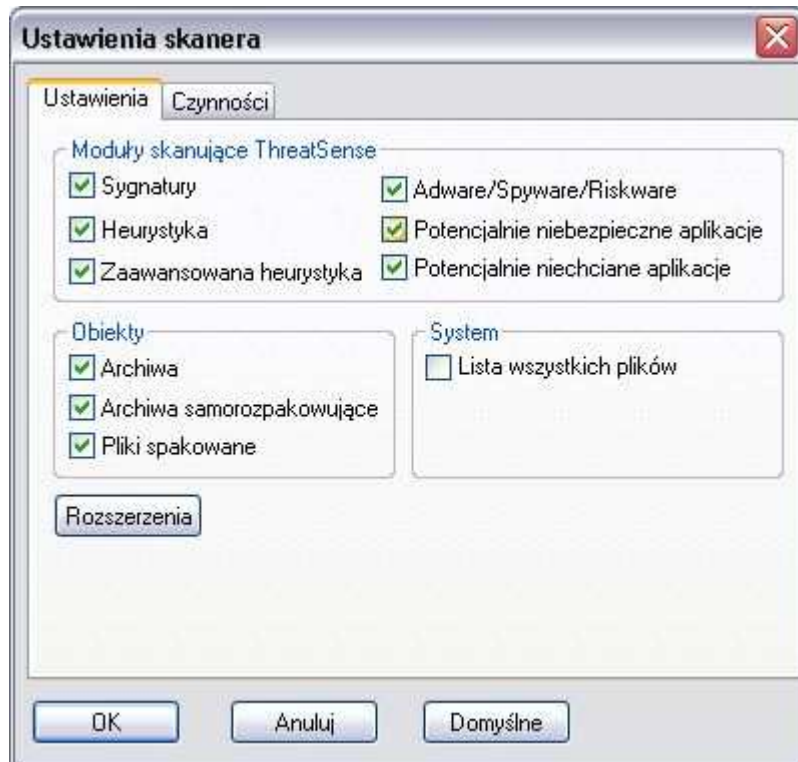 Ustawienia skanera
Ustawienia
Czynności
Moduły skanujące ThreatSense
Sygnatury
Adware/Spyware/Riskware
Heurystyka
Potencjalnie niebezpieczne aplikacje
Zaawansowana heurystyka
Potencjalnie niechciane aplikacje
Obiekty
System
Archiwa
Lista wszystkich plików
Archiwa samorozpakowujące
Pliki spakowane
Rozszerzenia
OK
Anuluj
Domyślne